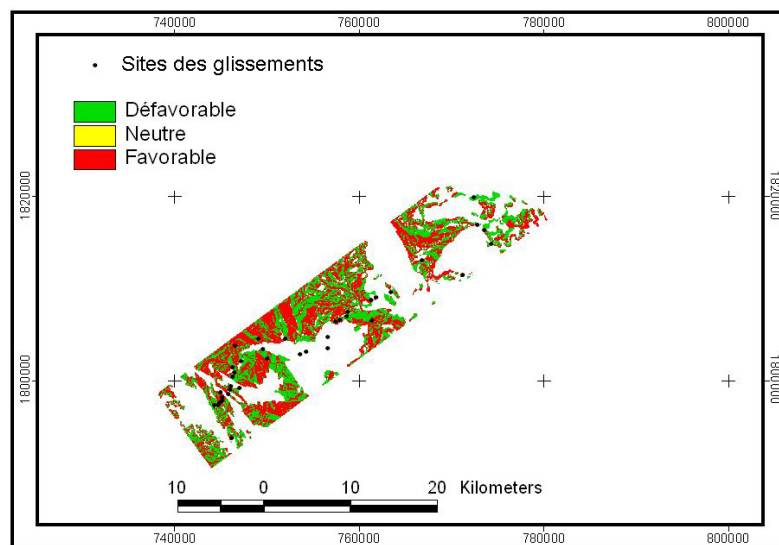 740000 760000 780000 800000
Sites des glissements
Défavorable
Neutre
Favorable
1820000 1820000
1800000 1800000
10 0 10 20 Kilometers
740000 760000 780000 800000